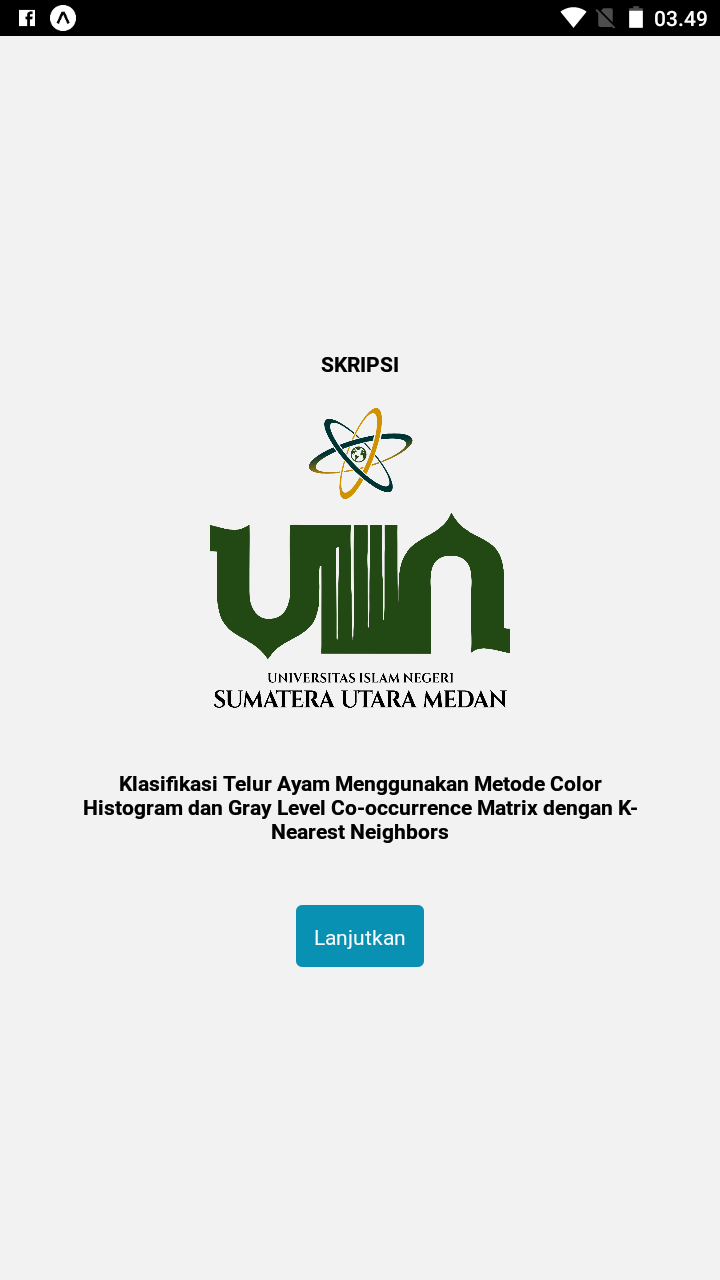 03.49
SKRIPSI
UIN
UNIVERSITAS ISLAM NEGERI
SUMATERA UTARA MEDAN
Klasifikasi Telur Ayam Menggunakan Metode Color
Histogram dan Gray Level Co-occurrence Matrix dengan K-
Nearest Neighbors
Lanjutkan